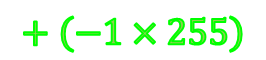 + (−1 × 255)